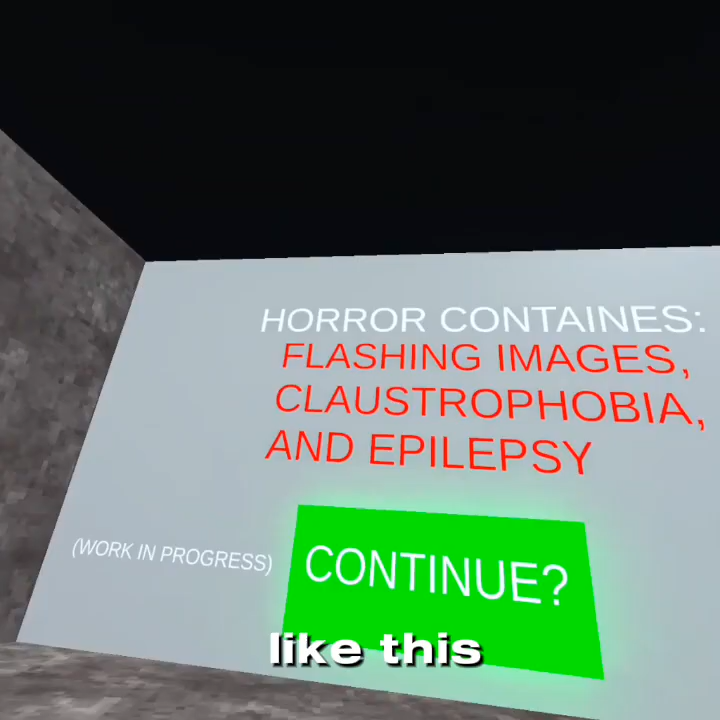 HORROR CONTAINES:
FLASHING IMAGES,
CLAUSTROPHOBIA,
AND EPILEPSY
(WORK IN PROGRESS)
CONTINUE?
like this